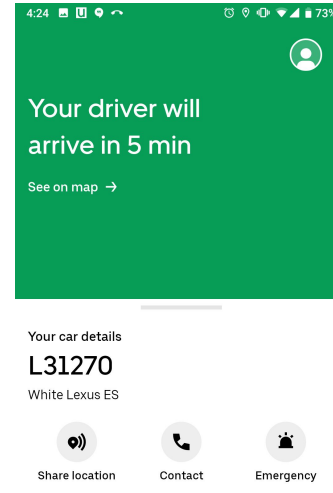 4:24 73%
Your driver will
arrive in 5 min
See on map →
Your car details
L31270
White Lexus ES
Share location Contact Emergency